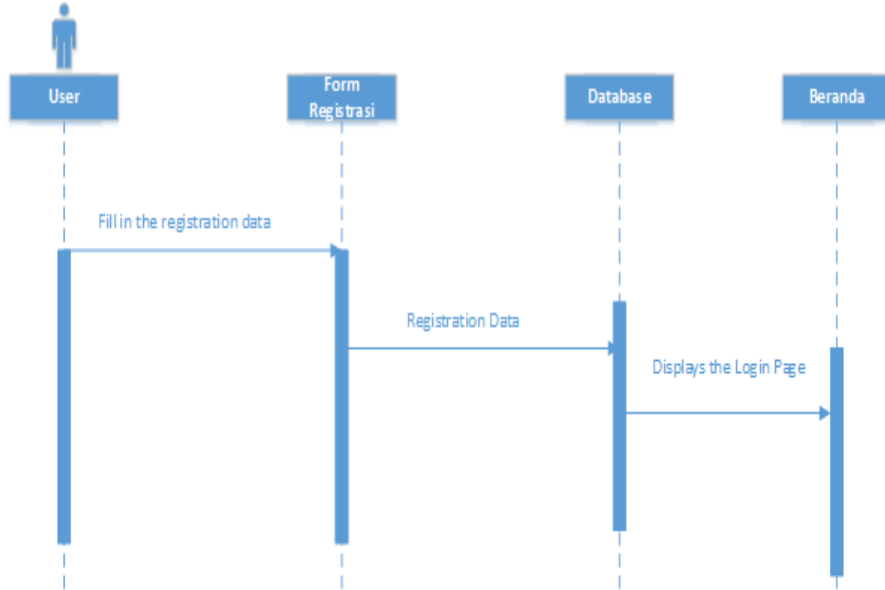 User
Form
Registrasi
Database
Beranda
Fill in the registration data
Registration Data
Displays the Login Page